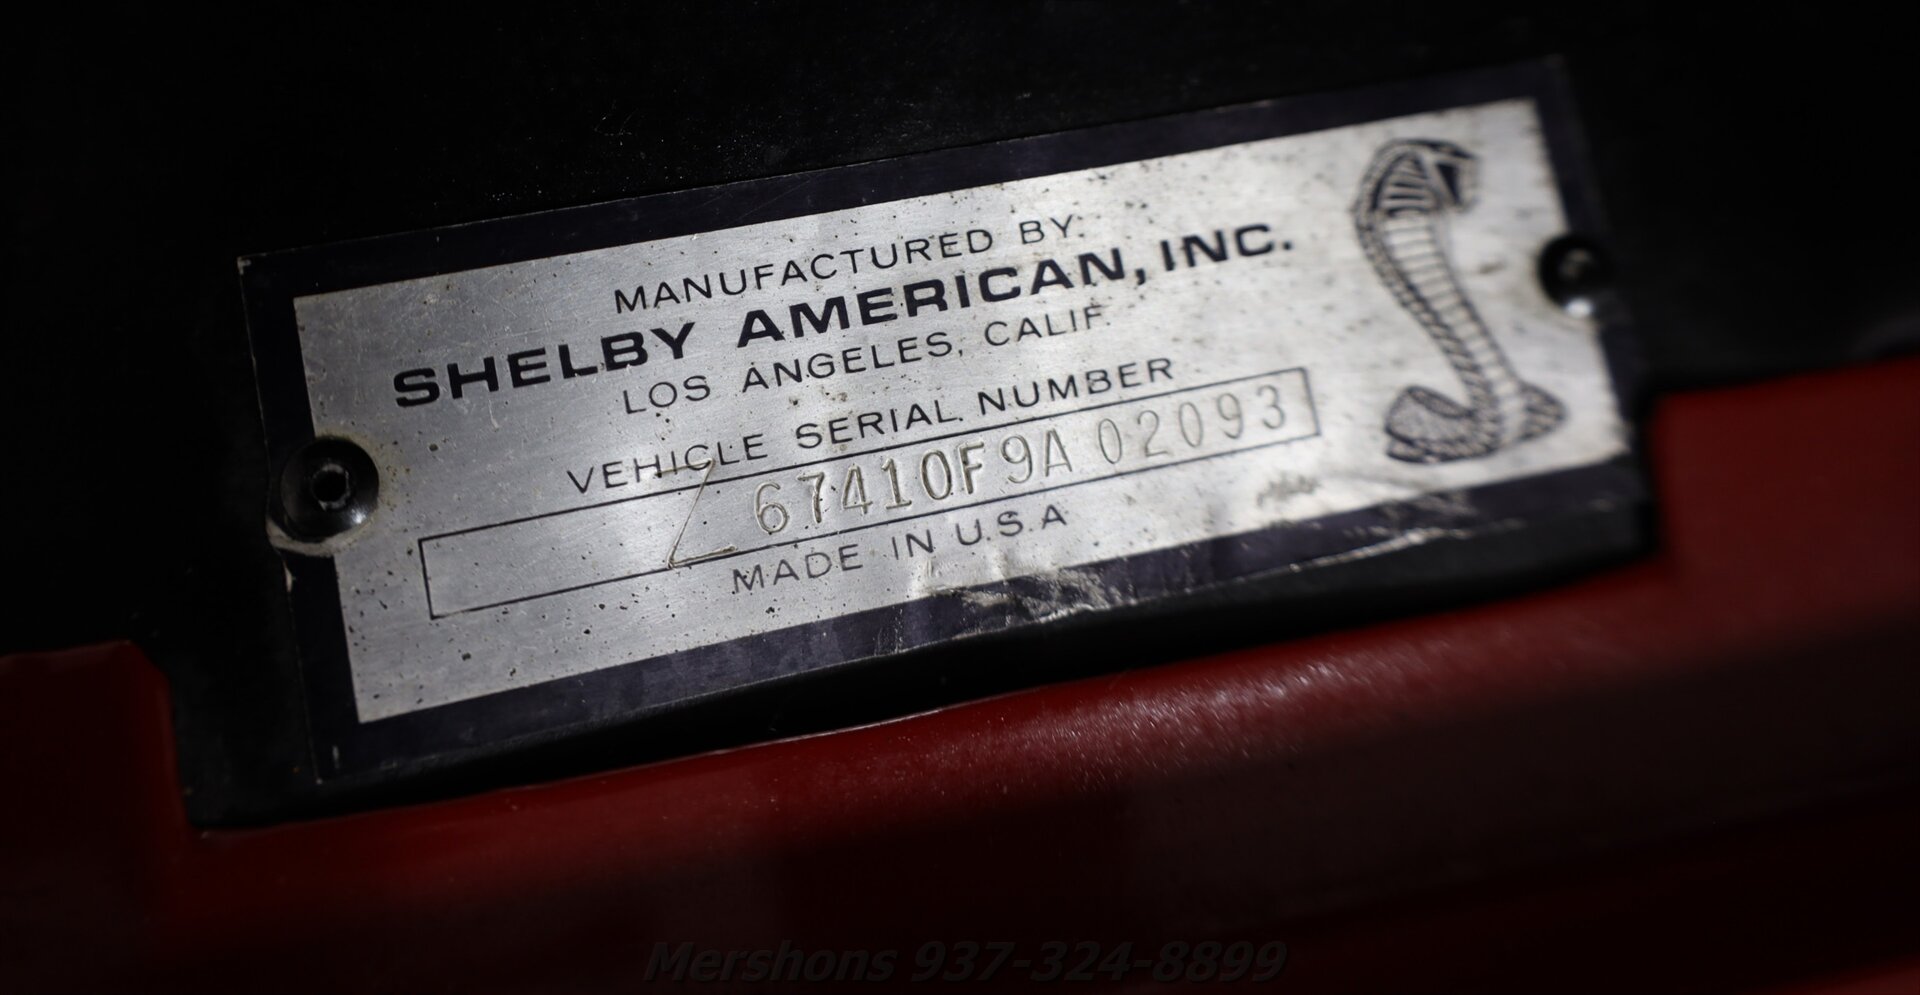 MANUFACTURED BY:
SHELBY AMERICAN, INC.
LOS ANGELES, CALIF.
VEHICLE SERIAL NUMBER
67410F9A02093
MADE IN U.S.A
Mershons 937-324-8899